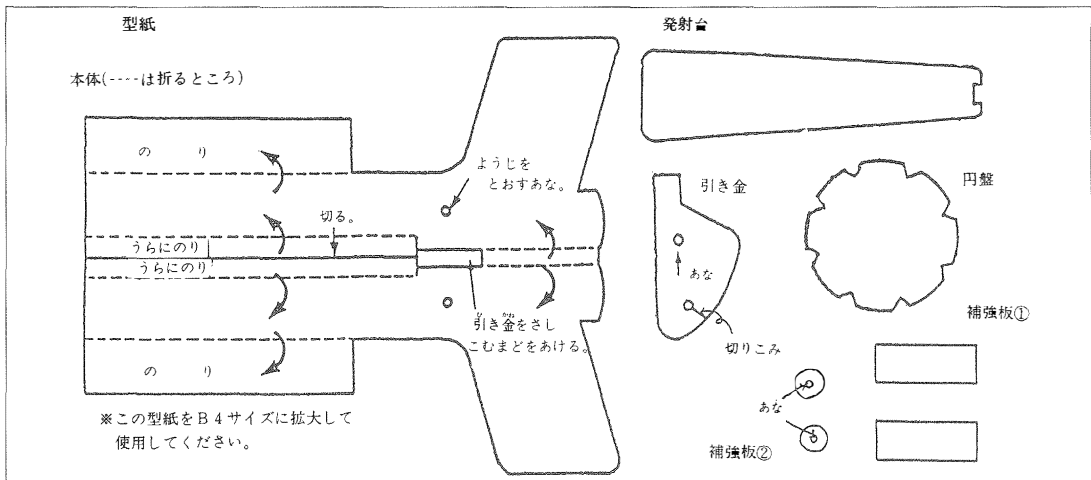 型紙
本体(----は折るところ)
のり
うらにのり
うらにのり
のり
切る。
ようじを
とおすあな。
引き金をさし
こむまどをあける。
※この型紙をB4サイズに拡大して
使用してください。
発射台
引き金
あな
切りこみ
円盤
補強板①
あな
補強板②